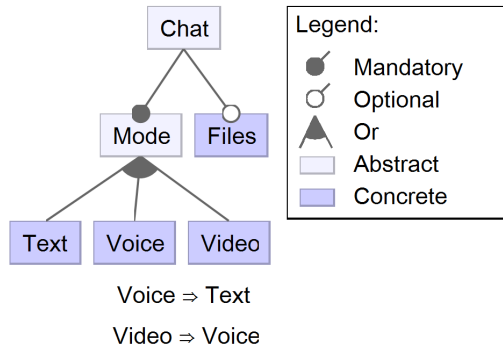 Chat
Legend:
Mandatory
Optional
Or
Abstract
Concrete
Mode
Files
Text
Voice
Video
Voice ⇒ Text
Video ⇒ Voice